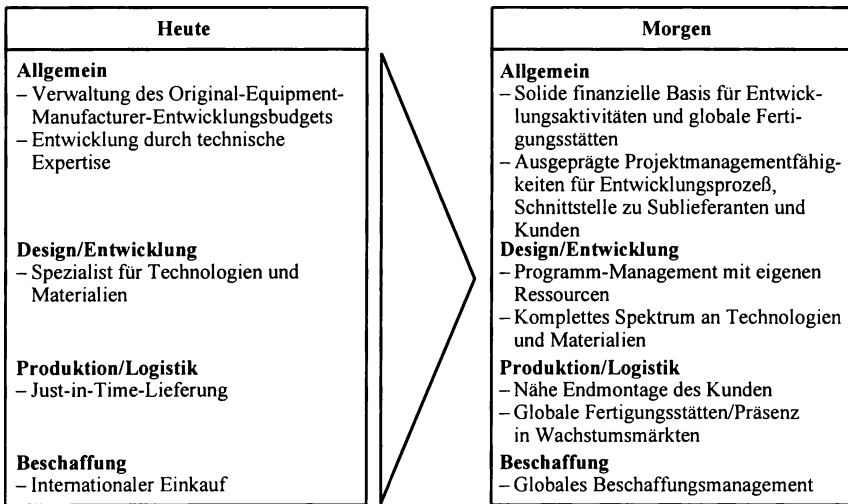 Heute
Allgemein
– Verwaltung des Original-Equipment-
Manufacturer-Entwicklungsbudgets
– Entwicklung durch technische
Expertise
Design/Entwicklung
– Spezialist für Technologien und
Materialien
Produktion/Logistik
– Just-in-Time-Lieferung
Beschaffung
– Internationaler Einkauf
Morgen
Allgemein
– Solide finanzielle Basis für Entwick-
lungsaktivitäten und globale Ferti-
gungsstätten
– Ausgeprägte Projektmanagementfähig-
keiten für Entwicklungsprozeß,
Schnittstelle zu Sublieferanten und
Kunden
Design/Entwicklung
– Programm-Management mit eigenen
Ressourcen
– Komplettes Spektrum an Technologien
und Materialien
Produktion/Logistik
– Nähe Endmontage des Kunden
– Globale Fertigungsstätten/Präsenz
in Wachstumsmärkten
Beschaffung
– Globales Beschaffungsmanagement